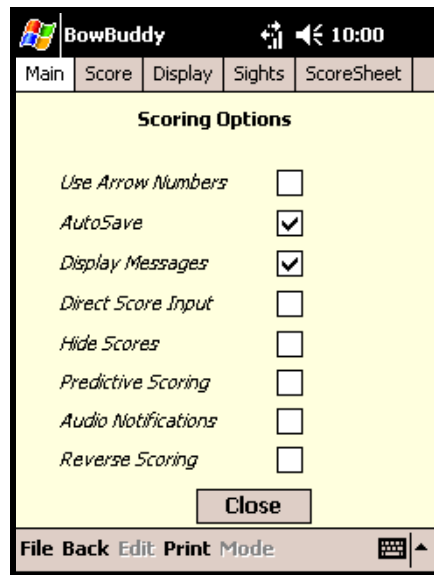 BowBuddy 10:00
Main Score Display Sights ScoreSheet
Scoring Options
Use Arrow Numbers
AutoSave
Display Messages
Direct Score Input
Hide Scores
Predictive Scoring
Audio Notifications
Reverse Scoring
Close
File Back Edit Print Mode